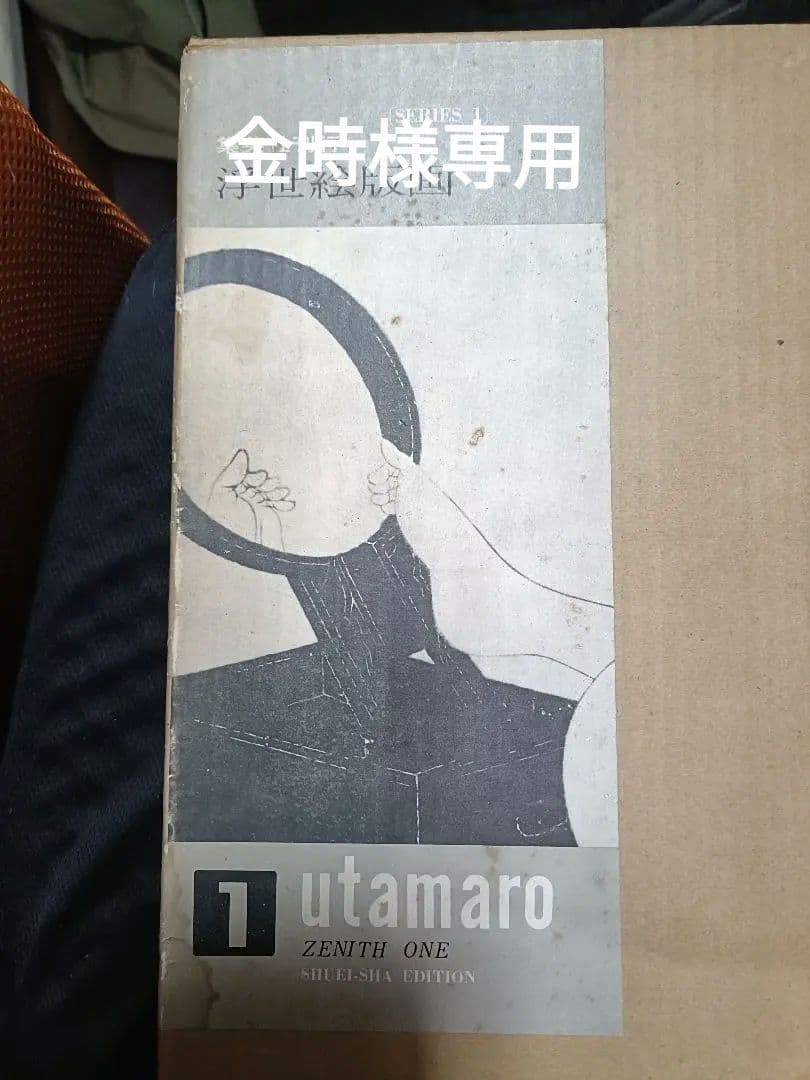 (SERIES 1)
金時様専用
浮世絵版画
1
utamaro
ZENITH ONE
SHUEI-SHA EDITION